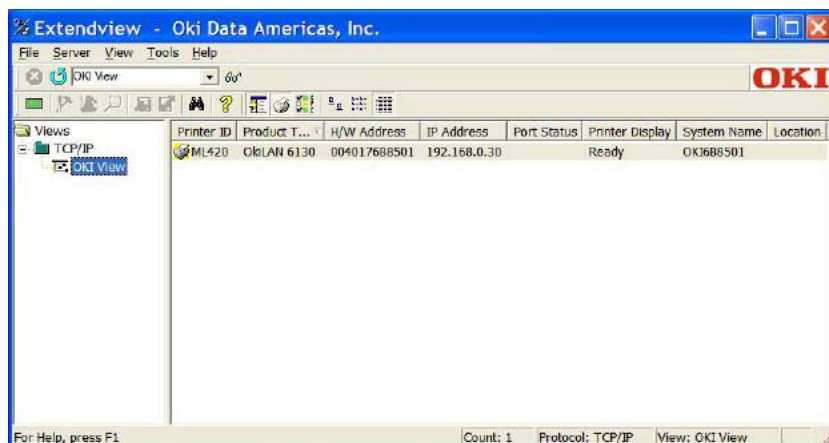 Extendview - Oki Data Americas, Inc.
File Server View Tools Help
OKI View
OKI
Views
TCP/IP
OKI View
Printer ID Product T... H/W Address IP Address Port Status Printer Display System Name Location
ML420 OkiLAN 6130 0040176B8501 192.168.0.30 Ready OKI6B8501
For Help, press F1 Count: 1 Protocol: TCP/IP View: OKI View